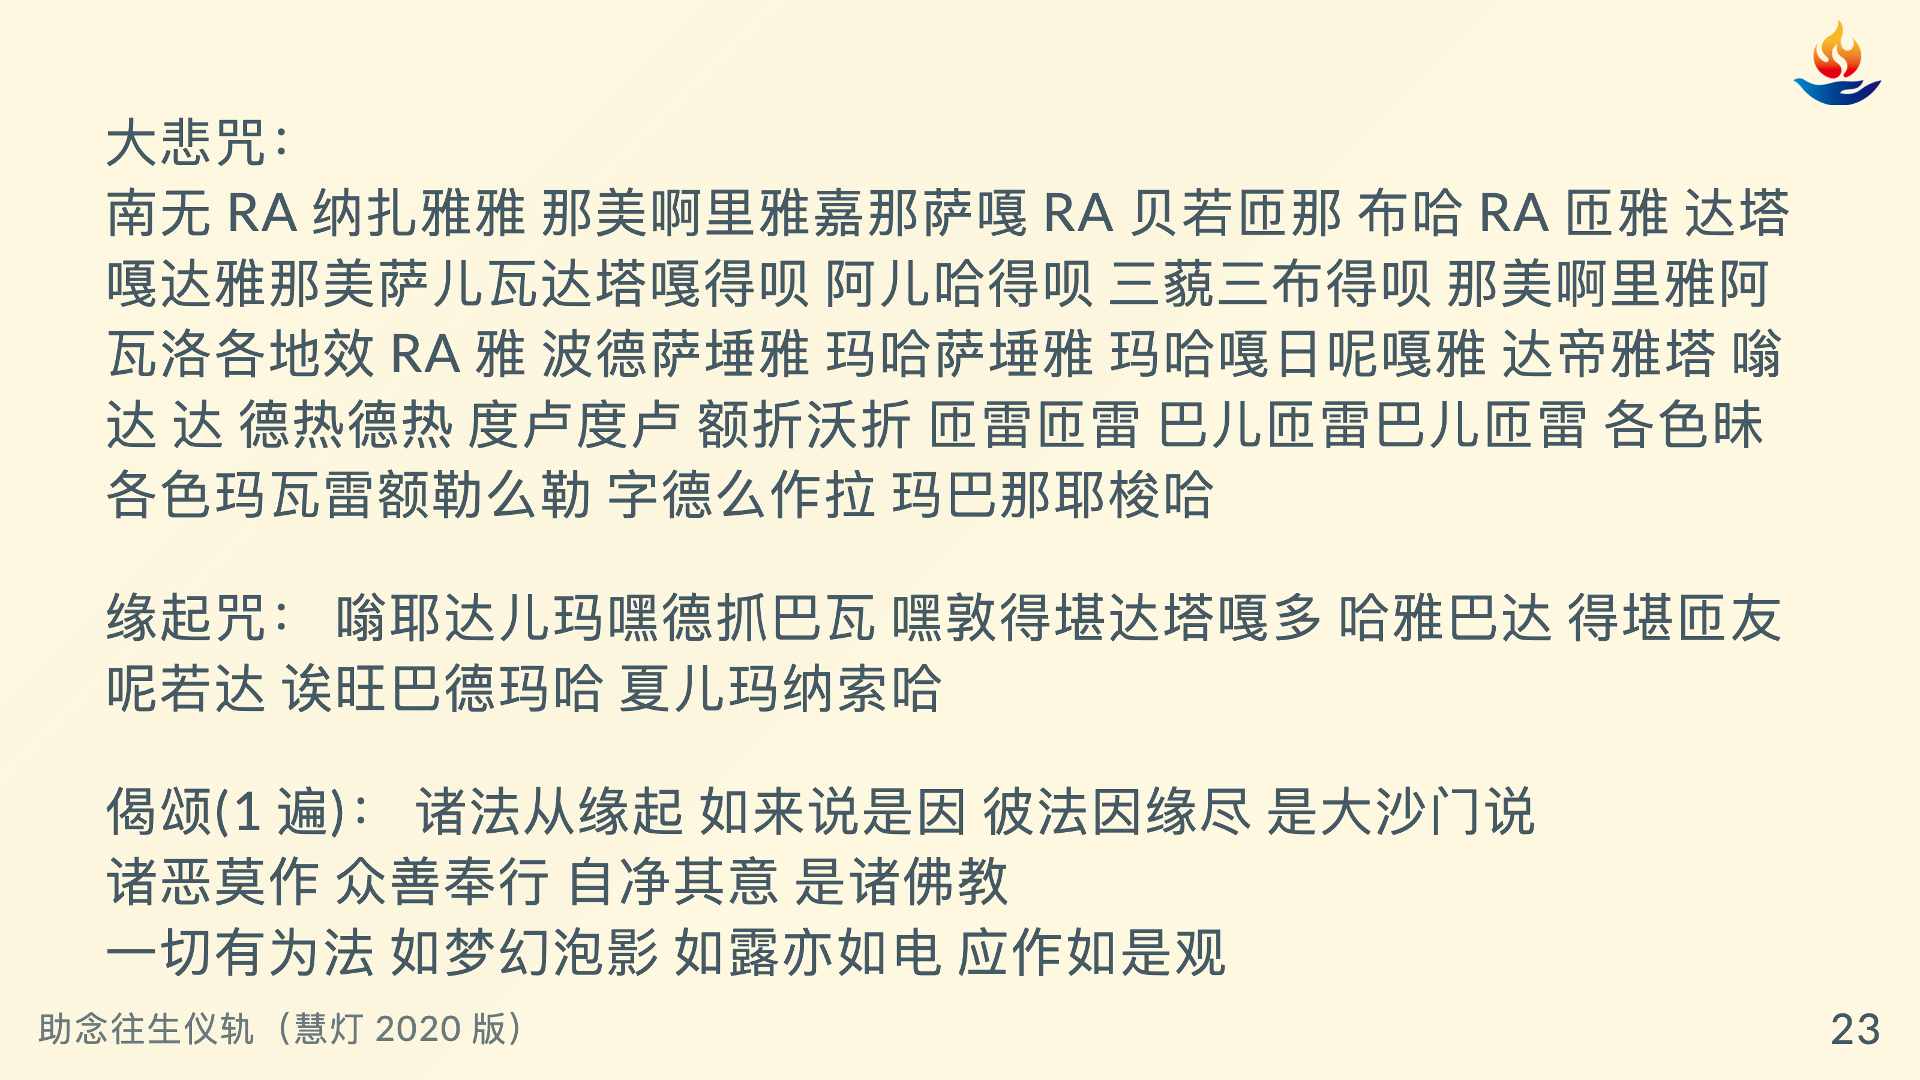 大悲咒：
南无 RA 纳扎雅雅 那美啊里雅嘉那萨嘎 RA 贝若匝那 布哈 RA 匝雅 达塔
嘎达雅那美萨儿瓦达塔嘎得呗 阿儿哈得呗 三藐三布得呗 那美啊里雅阿
瓦洛各地效 RA 雅 波德萨埵雅 玛哈萨埵雅 玛哈嘎日呢嘎雅 达帝雅塔 嗡
达 达 德热德热 度卢度卢 额折沃折 匝雷匝雷 巴儿匝雷巴儿匝雷 各色昧
各色玛瓦雷额勒么勒 字德么作拉 玛巴那耶梭哈
缘起咒： 嗡耶达儿玛嘿德抓巴瓦 嘿敦得堪达塔嘎多 哈雅巴达 得堪匝友
呢若达 诶旺巴德玛哈 夏儿玛纳索哈
偈颂(1 遍)： 诸法从缘起 如来说是因 彼法因缘尽 是大沙门说
诸恶莫作 众善奉行 自净其意 是诸佛教
一切有为法 如梦幻泡影 如露亦如电 应作如是观
助念往生仪轨（慧灯 2020 版）
23